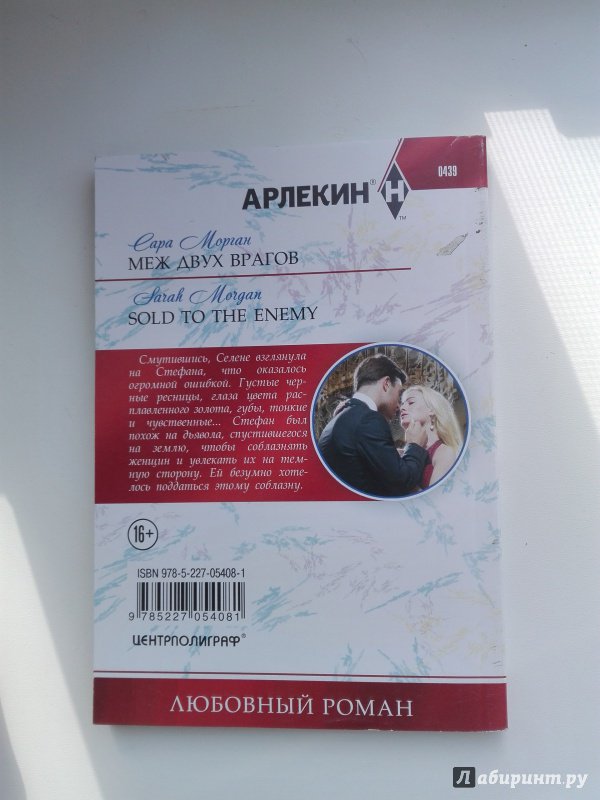 0439
АРЛЕКИН®
Н
™
Сара Морган
МЕЖ ДВУХ ВРАГОВ
Sarah Morgan
SOLD TO THE ENEMY
Смутившись, Селене взглянула
на Стефана, что оказалось
огромной ошибкой. Густые чер-
ные ресницы, глаза цвета рас-
плавленного золота, губы, тонкие
и чувственные... Стефан был
похож на дьявола, спустившегося
на землю, чтобы соблазнять
женщин и увлекать их на тем-
ную сторону. Ей безумно хоте-
лось поддаться этому соблазну.
16+
ISBN 978-5-227-05408-1
9 785227 054081
ЦЕНТРПОЛИГРАФ®
ЛЮБОВНЫЙ РОМАН
Лабиринт.ру